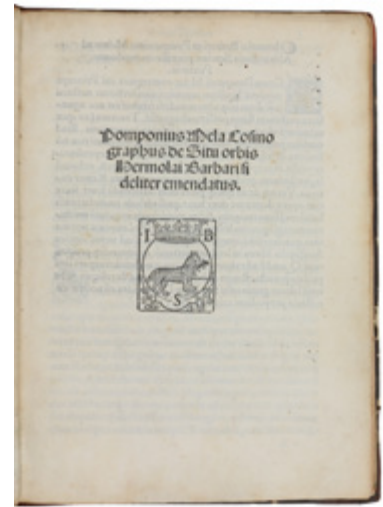 Pomponius Mela Cosmo
graphus de Situ orbis
Hermolai Barbari fi
deliter emendatus.
I B
S